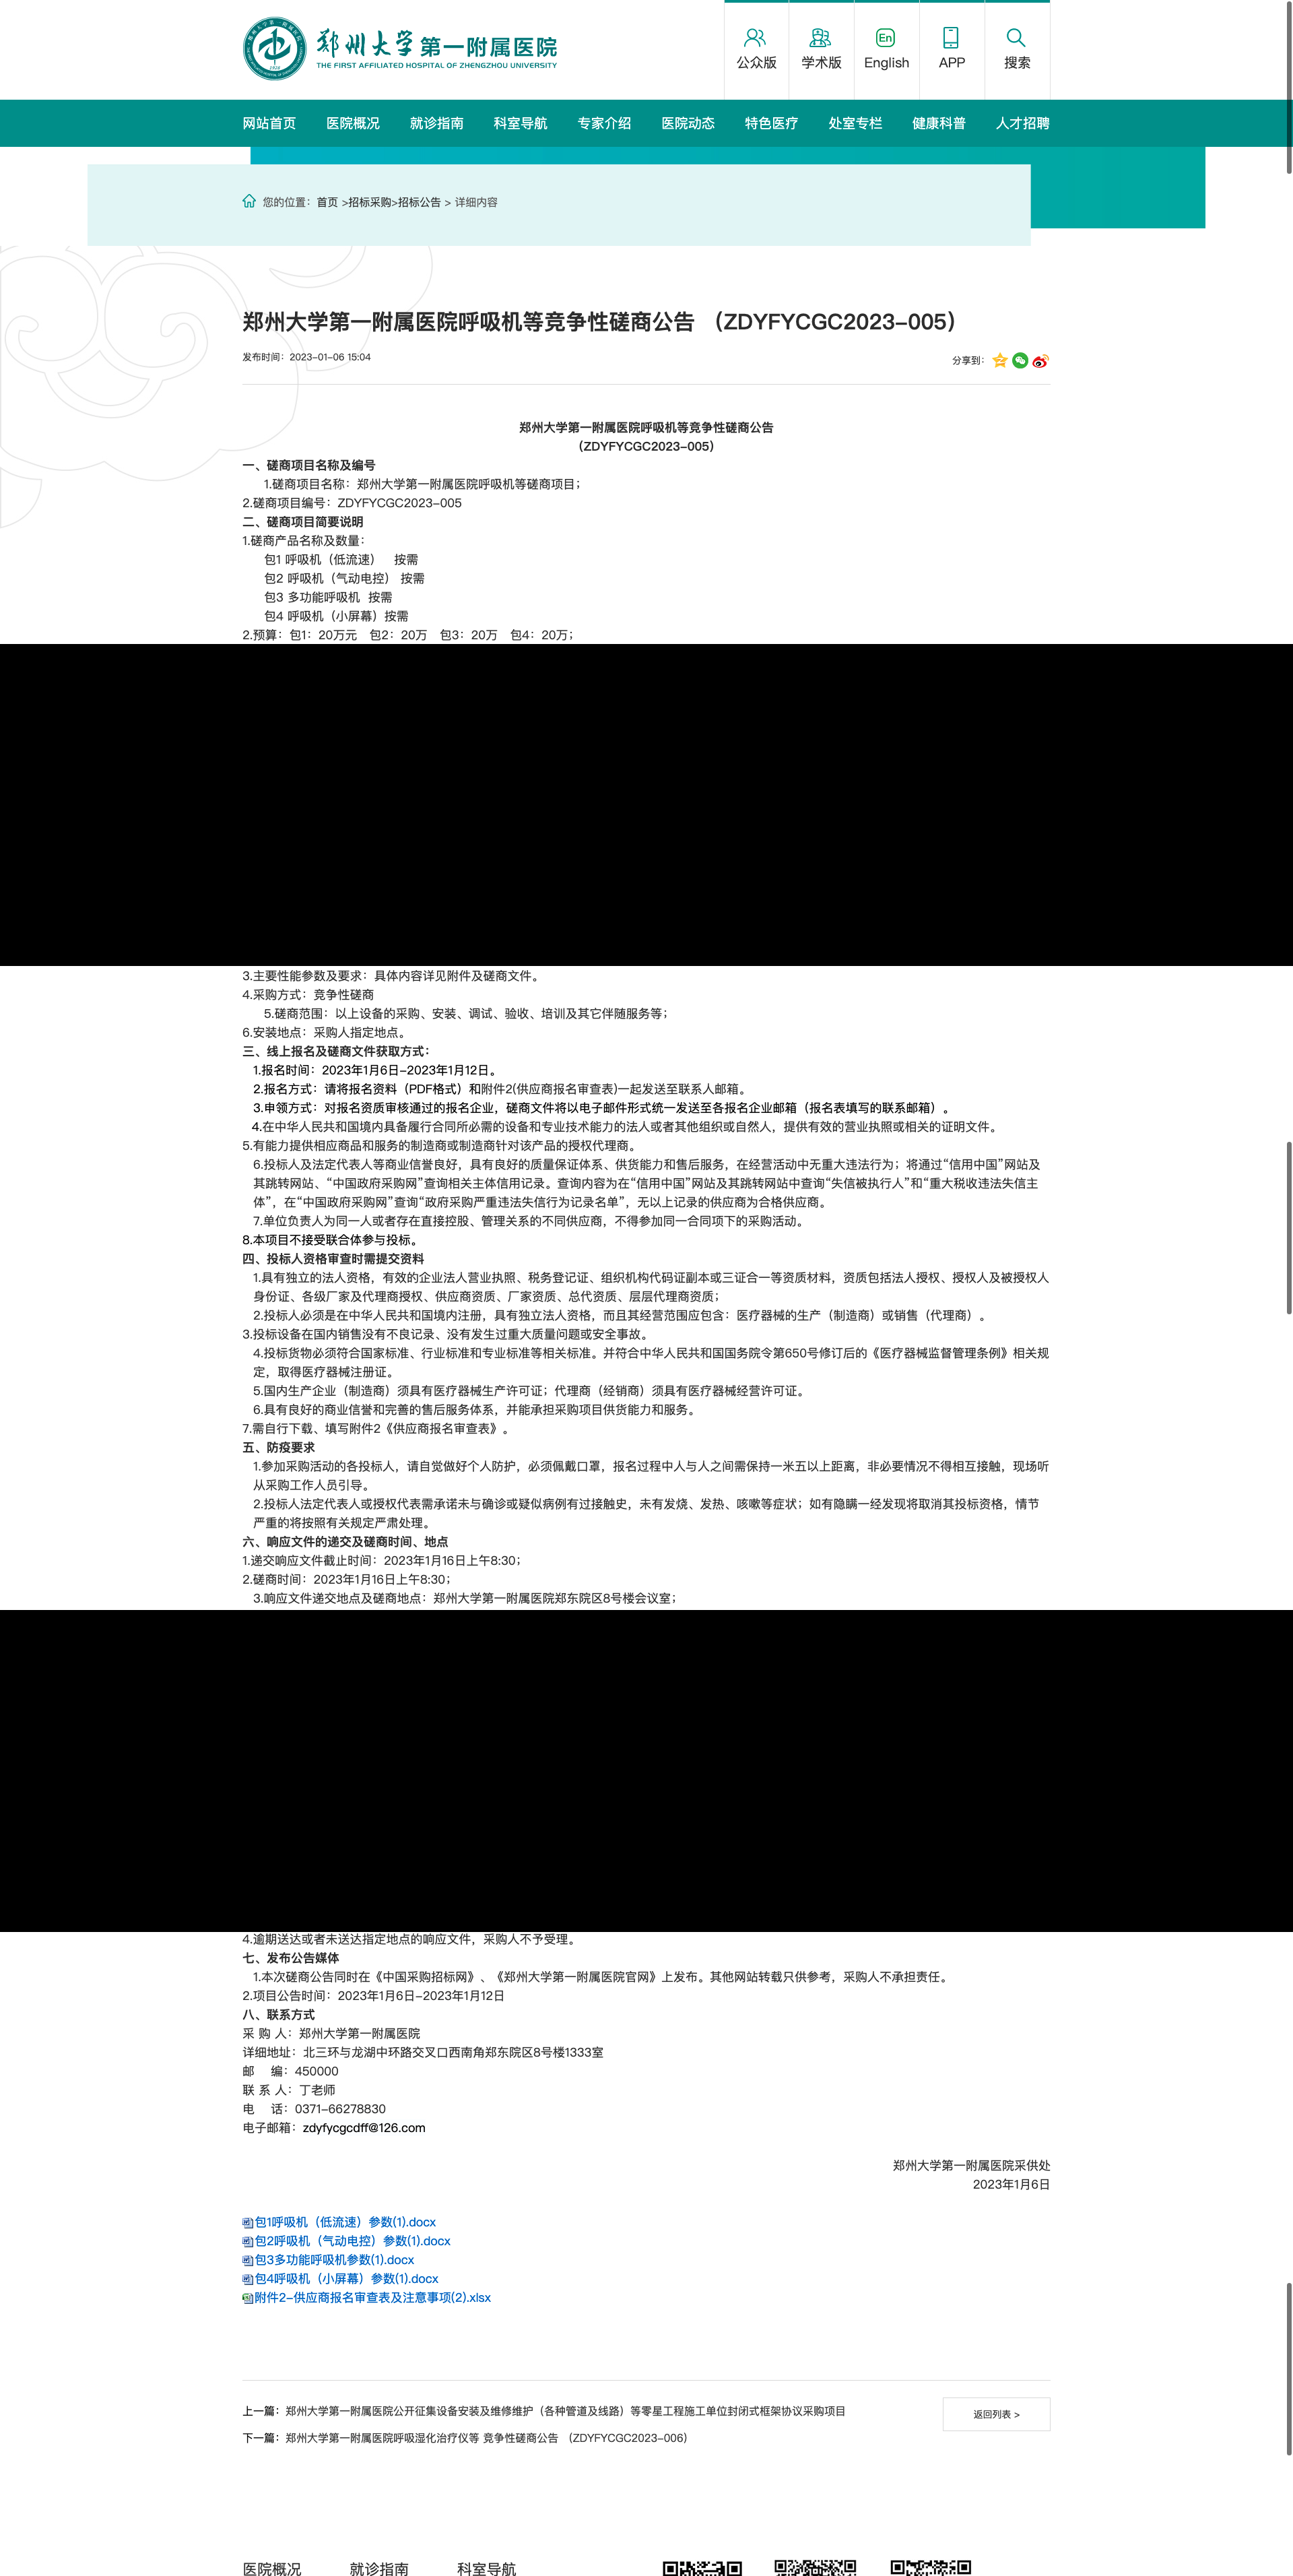 郑州大学第一附属医院
THE FIRST AFFILIATED HOSPITAL OF ZHENGZHOU UNIVERSITY
公众版
学术版
En
English
APP
搜索
网站首页 医院概况 就诊指南 科室导航 专家介绍 医院动态 特色医疗 处室专栏 健康科普 人才招聘
您的位置：首页 >招标采购>招标公告 > 详细内容
郑州大学第一附属医院呼吸机等竞争性磋商公告 （ZDYFYCGC2023-005）
发布时间：2023-01-06 15:04
分享到：
郑州大学第一附属医院呼吸机等竞争性磋商公告
（ZDYFYCGC2023-005）
一、磋商项目名称及编号
1.磋商项目名称：郑州大学第一附属医院呼吸机等磋商项目；
2.磋商项目编号：ZDYFYCGC2023-005
二、磋商项目简要说明
1.磋商产品名称及数量：
包1 呼吸机（低流速） 按需
包2 呼吸机（气动电控） 按需
包3 多功能呼吸机 按需
包4 呼吸机（小屏幕）按需
2.预算：包1：20万元 包2：20万 包3：20万 包4：20万；
3.主要性能参数及要求：具体内容详见附件及磋商文件。
4.采购方式：竞争性磋商
5.磋商范围：以上设备的采购、安装、调试、验收、培训及其它伴随服务等；
6.安装地点：采购人指定地点。
三、线上报名及磋商文件获取方式：
1.报名时间：2023年1月6日-2023年1月12日。
2.报名方式：请将报名资料（PDF格式）和附件2(供应商报名审查表)一起发送至联系人邮箱。
3.申领方式：对报名资质审核通过的报名企业，磋商文件将以电子邮件形式统一发送至各报名企业邮箱（报名表填写的联系邮箱）。
4.在中华人民共和国境内具备履行合同所必需的设备和专业技术能力的法人或者其他组织或自然人，提供有效的营业执照或相关的证明文件。
5.有能力提供相应商品和服务的制造商或制造商针对该产品的授权代理商。
6.投标人及法定代表人等商业信誉良好，具有良好的质量保证体系、供货能力和售后服务，在经营活动中无重大违法行为；将通过“信用中国”网站及
其跳转网站、“中国政府采购网”查询相关主体信用记录。查询内容为在“信用中国”网站及其跳转网站中查询“失信被执行人”和“重大税收违法失信主
体”，在“中国政府采购网”查询“政府采购严重违法失信行为记录名单”，无以上记录的供应商为合格供应商。
7.单位负责人为同一人或者存在直接控股、管理关系的不同供应商，不得参加同一合同项下的采购活动。
8.本项目不接受联合体参与投标。
四、投标人资格审查时需提交资料
1.具有独立的法人资格，有效的企业法人营业执照、税务登记证、组织机构代码证副本或三证合一等资质材料，资质包括法人授权、授权人及被授权人
身份证、各级厂家及代理商授权、供应商资质、厂家资质、总代资质、层层代理商资质；
2.投标人必须是在中华人民共和国境内注册，具有独立法人资格，而且其经营范围应包含：医疗器械的生产（制造商）或销售（代理商）。
3.投标设备在国内销售没有不良记录、没有发生过重大质量问题或安全事故。
4.投标货物必须符合国家标准、行业标准和专业标准等相关标准。并符合中华人民共和国国务院令第650号修订后的《医疗器械监督管理条例》相关规
定，取得医疗器械注册证。
5.国内生产企业（制造商）须具有医疗器械生产许可证；代理商（经销商）须具有医疗器械经营许可证。
6.具有良好的商业信誉和完善的售后服务体系，并能承担采购项目供货能力和服务。
7.需自行下载、填写附件2《供应商报名审查表》。
五、防疫要求
1.参加采购活动的各投标人，请自觉做好个人防护，必须佩戴口罩，报名过程中人与人之间需保持一米五以上距离，非必要情况不得相互接触，现场听
从采购工作人员引导。
2.投标人法定代表人或授权代表需承诺未与确诊或疑似病例有过接触史，未有发烧、发热、咳嗽等症状；如有隐瞒一经发现将取消其投标资格，情节
严重的将按照有关规定严肃处理。
六、响应文件的递交及磋商时间、地点
1.递交响应文件截止时间：2023年1月16日上午8:30；
2.磋商时间：2023年1月16日上午8:30；
3.响应文件递交地点及磋商地点：郑州大学第一附属医院郑东院区8号楼会议室；
4.逾期送达或者未送达指定地点的响应文件，采购人不予受理。
七、发布公告媒体
1.本次磋商公告同时在《中国采购招标网》、《郑州大学第一附属医院官网》上发布。其他网站转载只供参考，采购人不承担责任。
2.项目公告时间：2023年1月6日-2023年1月12日
八、联系方式
采 购 人：郑州大学第一附属医院
详细地址：北三环与龙湖中环路交叉口西南角郑东院区8号楼1333室
邮 编：450000
联 系 人：丁老师
电 话：0371-66278830
电子邮箱：zdyfycgcdff@126.com
郑州大学第一附属医院采供处
2023年1月6日
包1呼吸机（低流速）参数(1).docx
包2呼吸机（气动电控）参数(1).docx
包3多功能呼吸机参数(1).docx
包4呼吸机（小屏幕）参数(1).docx
附件2-供应商报名审查表及注意事项(2).xlsx
上一篇：郑州大学第一附属医院公开征集设备安装及维修维护（各种管道及线路）等零星工程施工单位封闭式框架协议采购项目
返回列表 >
下一篇：郑州大学第一附属医院呼吸湿化治疗仪等 竞争性磋商公告 （ZDYFYCGC2023-006）
医院概况 就诊指南 科室导航